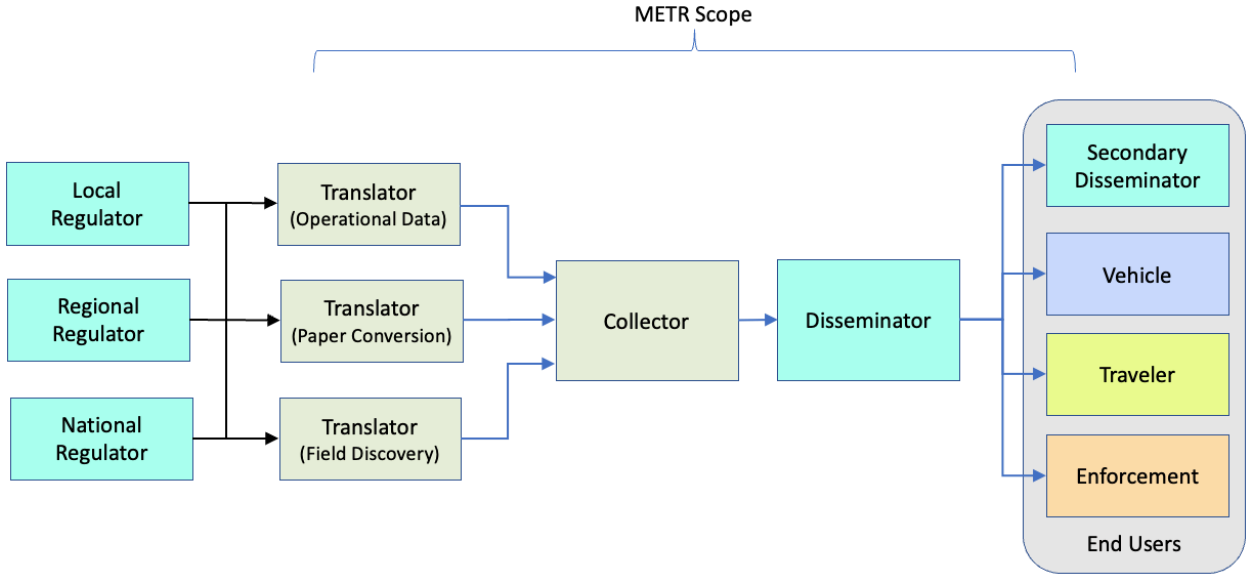 METR Scope
Local
Regulator
Regional
Regulator
National
Regulator
Translator
(Operational Data)
Translator
(Paper Conversion)
Translator
(Field Discovery)
Collector
Disseminator
Secondary
Disseminator
Vehicle
Traveler
Enforcement
End Users